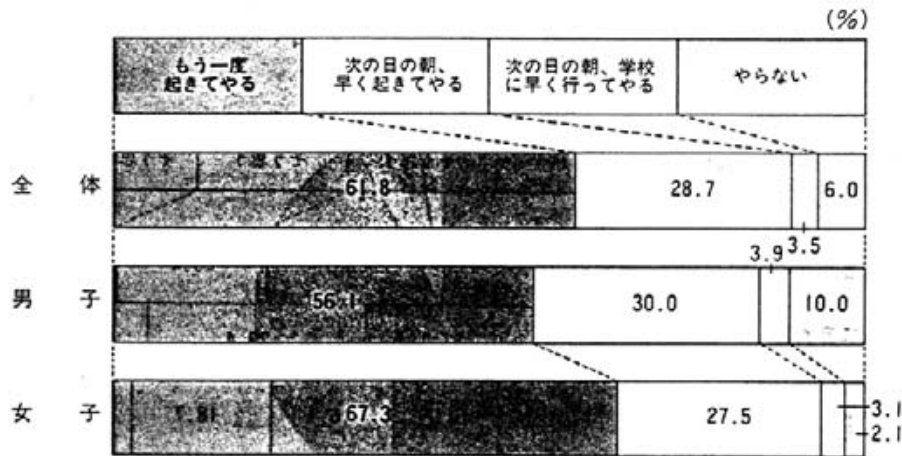 (%)
もう一度
起きてやる
次の日の朝、
早く起きてやる
次の日の朝、学校
に早く行ってやる
やらない
全 体
61.8
28.7
3.5
6.0
男 子
56.1
30.0
3.9
10.0
女 子
67.3
27.5
3.1
2.1